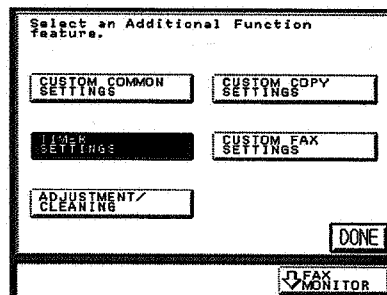 Select an Additional Function
feature.
CUSTOM COMMON
SETTINGS
CUSTOM COPY
SETTINGS
TIMER
SETTINGS
CUSTOM FAX
SETTINGS
ADJUSTMENT/
CLEANING
DONE
FAX
MONITOR